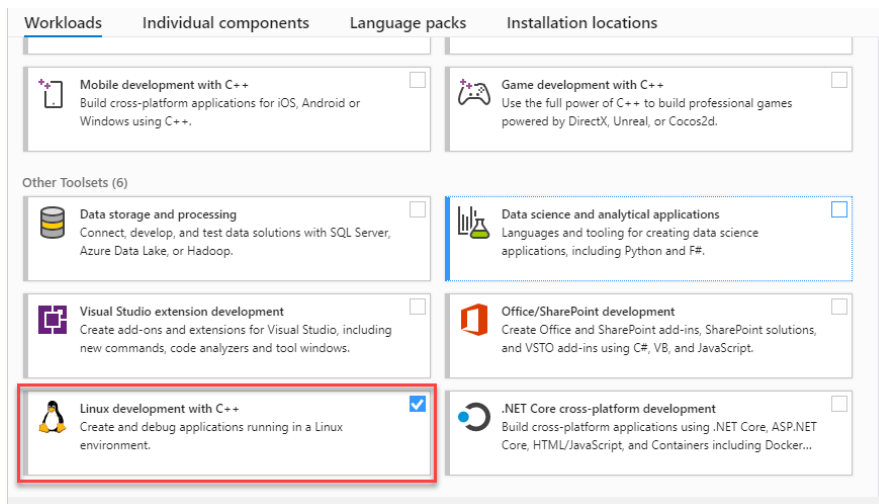 Workloads
Individual components
Language packs
Installation locations
Mobile development with C++
Build cross-platform applications for iOS, Android or
Windows using C++.
Game development with C++
Use the full power of C++ to build professional games
powered by DirectX, Unreal, or Cocos2d.
Other Toolsets (6)
Data storage and processing
Connect, develop, and test data solutions with SQL Server,
Azure Data Lake, or Hadoop.
Data science and analytical applications
Languages and tooling for creating data science
applications, including Python and F#.
Visual Studio extension development
Create add-ons and extensions for Visual Studio, including
new commands, code analyzers and tool windows.
Office/SharePoint development
Create Office and SharePoint add-ins, SharePoint solutions,
and VSTO add-ins using C#, VB, and JavaScript.
Linux development with C++
Create and debug applications running in a Linux
environment.
.NET Core cross-platform development
Build cross-platform applications using .NET Core, ASP.NET
Core, HTML/JavaScript, and Containers including Docker...